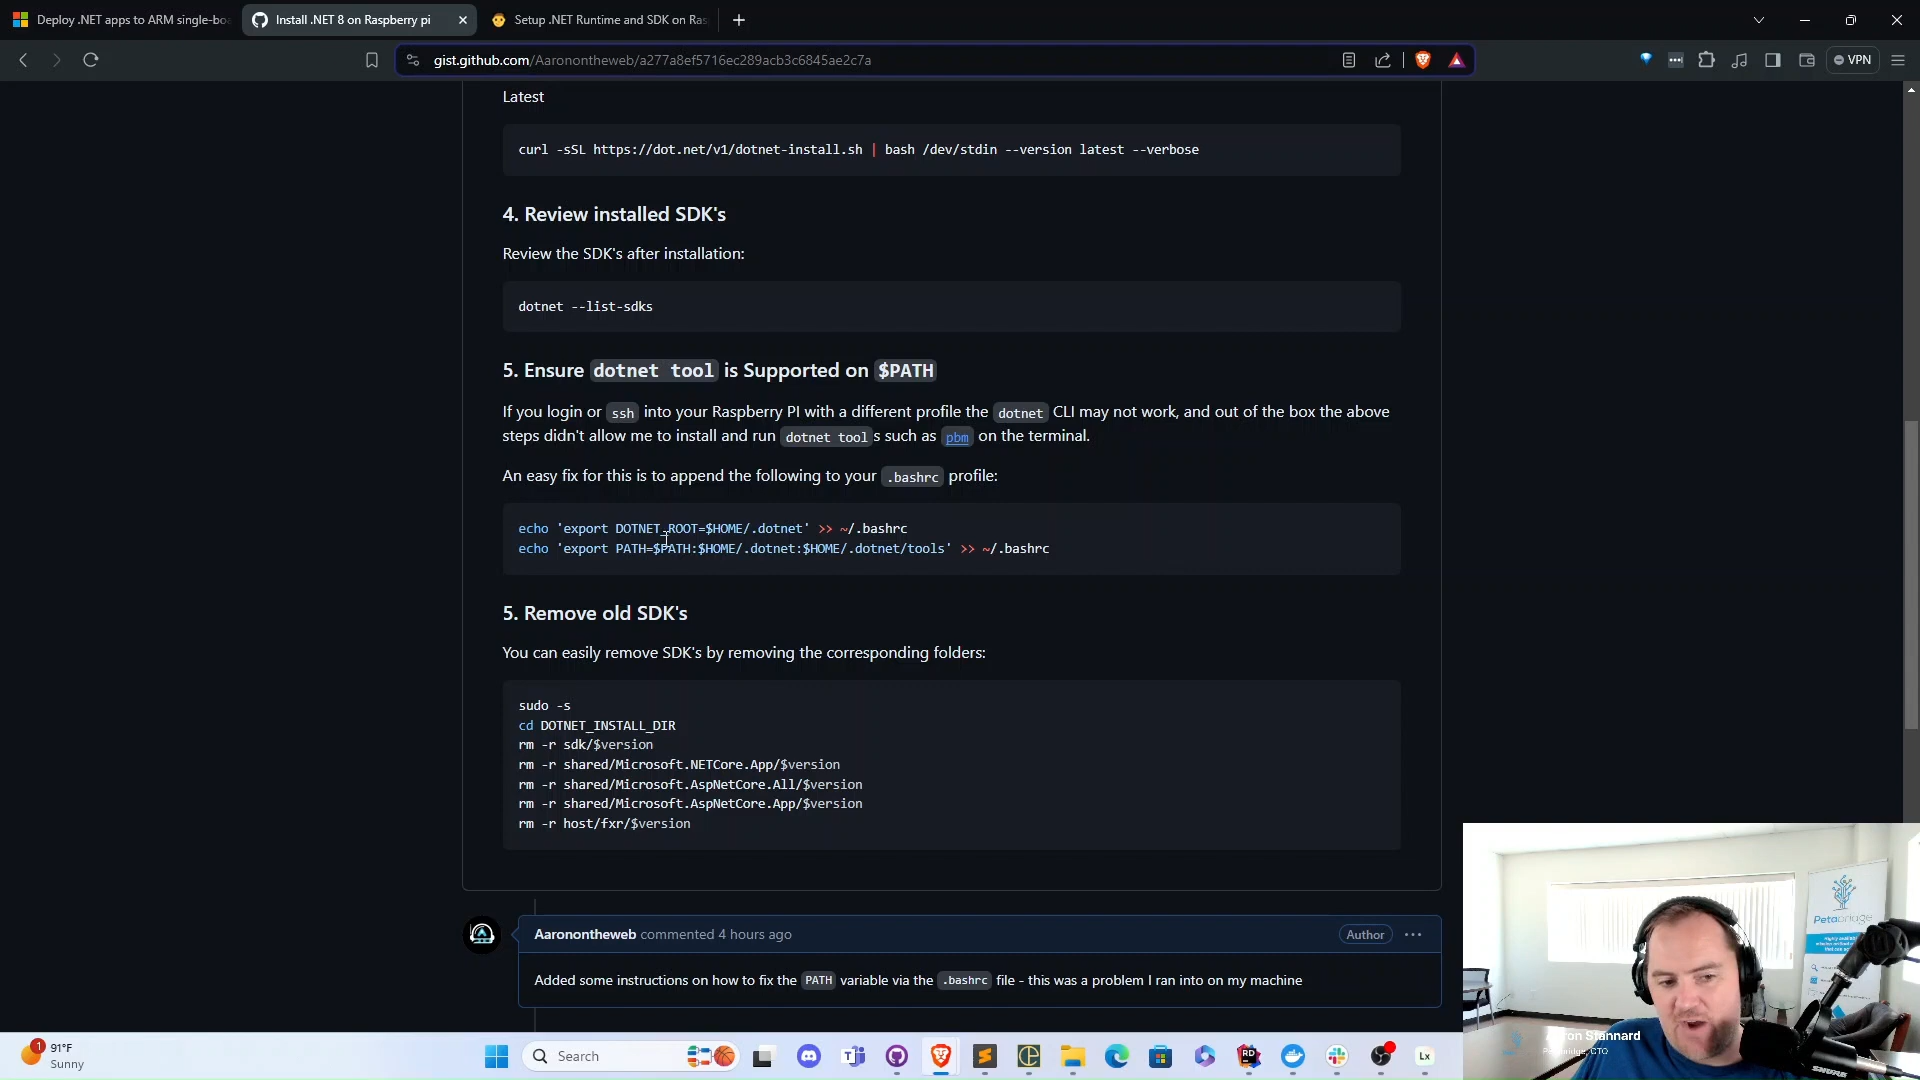 Deploy .NET apps to ARM single-bo
Install .NET 8 on Raspberry pi
Setup .NET Runtime and SDK on Ras
gist.github.com/Aaronontheweb/a277a8ef5716ec289acb3c6845ae2c7a
VPN
Latest
curl -sSL https://dot.net/v1/dotnet-install.sh | bash /dev/stdin --version latest --verbose
4. Review installed SDK's
Review the SDK's after installation:
dotnet --list-sdks
5. Ensure dotnet tool is Supported on $PATH
If you login or ssh into your Raspberry PI with a different profile the dotnet CLI may not work, and out of the box the above
steps didn't allow me to install and run dotnet tool s such as pbm on the terminal.
An easy fix for this is to append the following to your .bashrc profile:
echo 'export DOTNET_ROOT=$HOME/.dotnet' >> ~/.bashrc
echo 'export PATH=$PATH:$HOME/.dotnet:$HOME/.dotnet/tools' >> ~/.bashrc
5. Remove old SDK's
You can easily remove SDK's by removing the corresponding folders:
sudo -s
cd DOTNET_INSTALL_DIR
rm -r sdk/$version
rm -r shared/Microsoft.NETCore.App/$version
rm -r shared/Microsoft.AspNetCore.All/$version
rm -r shared/Microsoft.AspNetCore.App/$version
rm -r host/fxr/$version
Aaronontheweb commented 4 hours ago
Author
Added some instructions on how to fix the PATH variable via the .bashrc file - this was a problem I ran into on my machine
Petabridge
Stannard
CTO
SHURE
1
91°F
Sunny
Search
RD
Lx